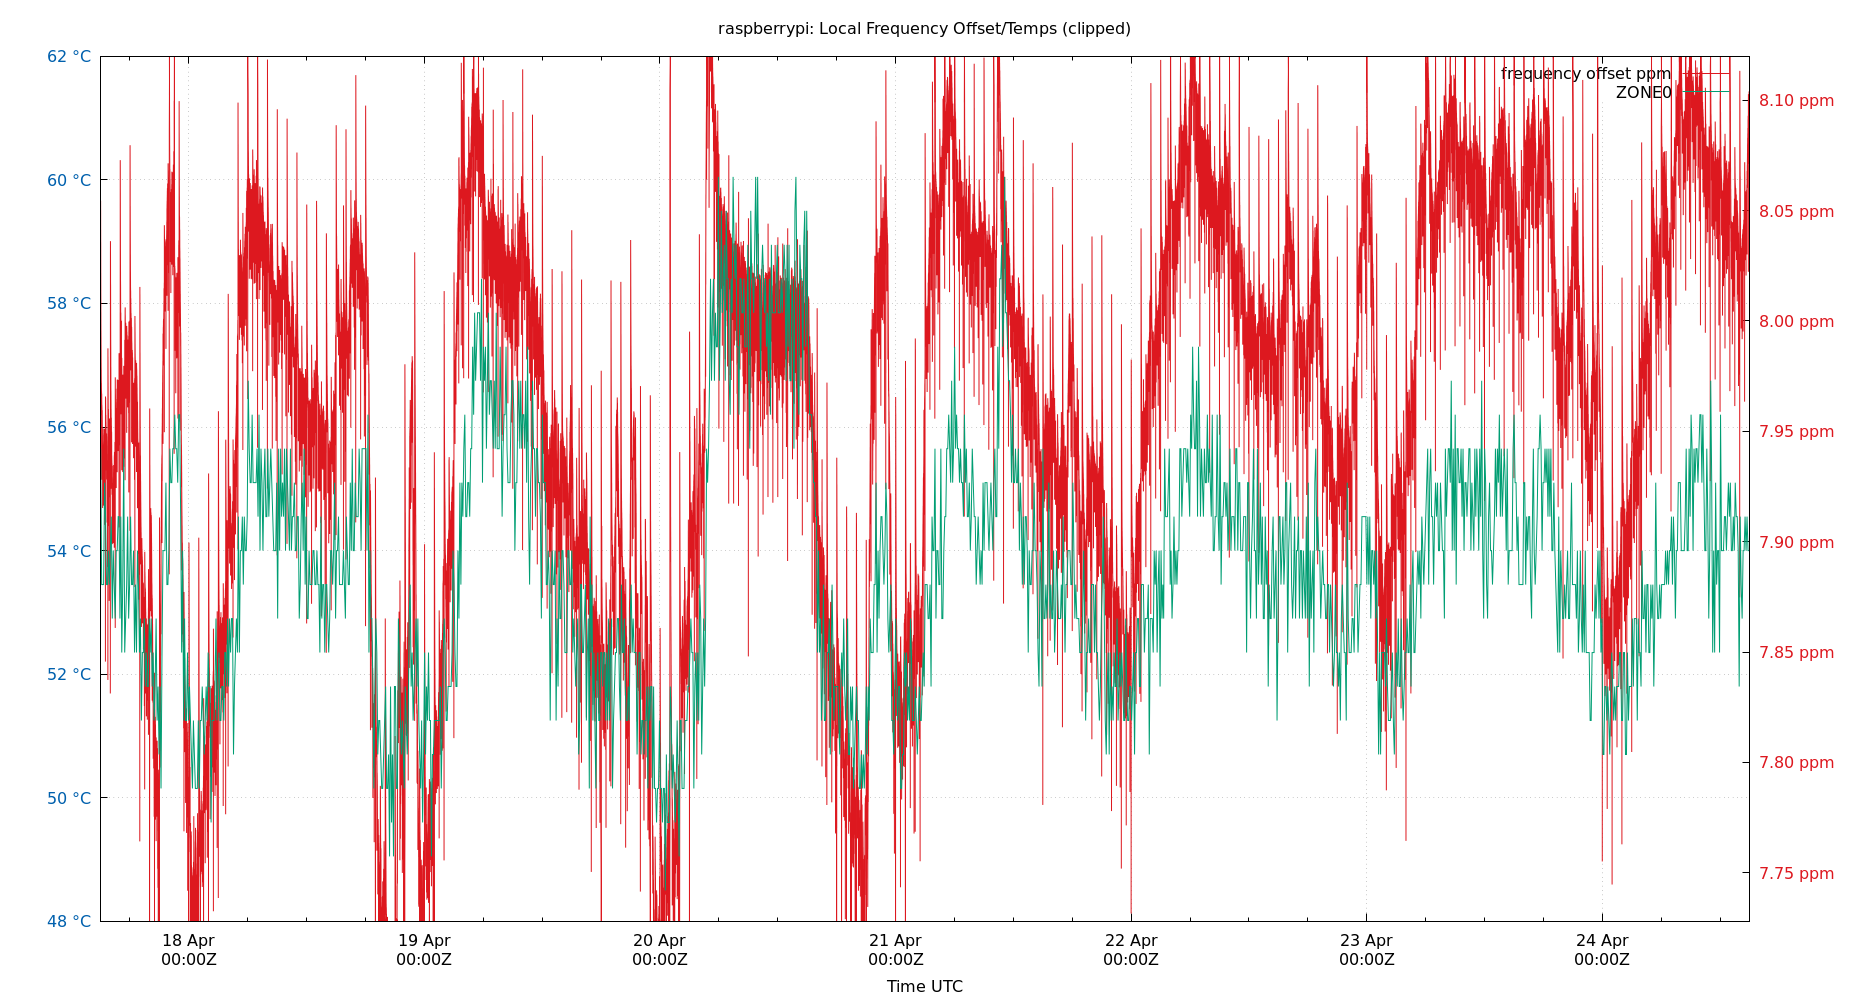 raspberrypi: Local Frequency Offset/Temps (clipped)
62 °C
60 °C
58 °C
56 °C
54 °C
52 °C
50 °C
48 °C
frequency offset ppm
ZONE0
8.10 ppm
8.05 ppm
8.00 ppm
7.95 ppm
7.90 ppm
7.85 ppm
7.80 ppm
7.75 ppm
18 Apr
00:00Z
19 Apr
00:00Z
20 Apr
00:00Z
21 Apr
00:00Z
22 Apr
00:00Z
23 Apr
00:00Z
24 Apr
00:00Z
Time UTC